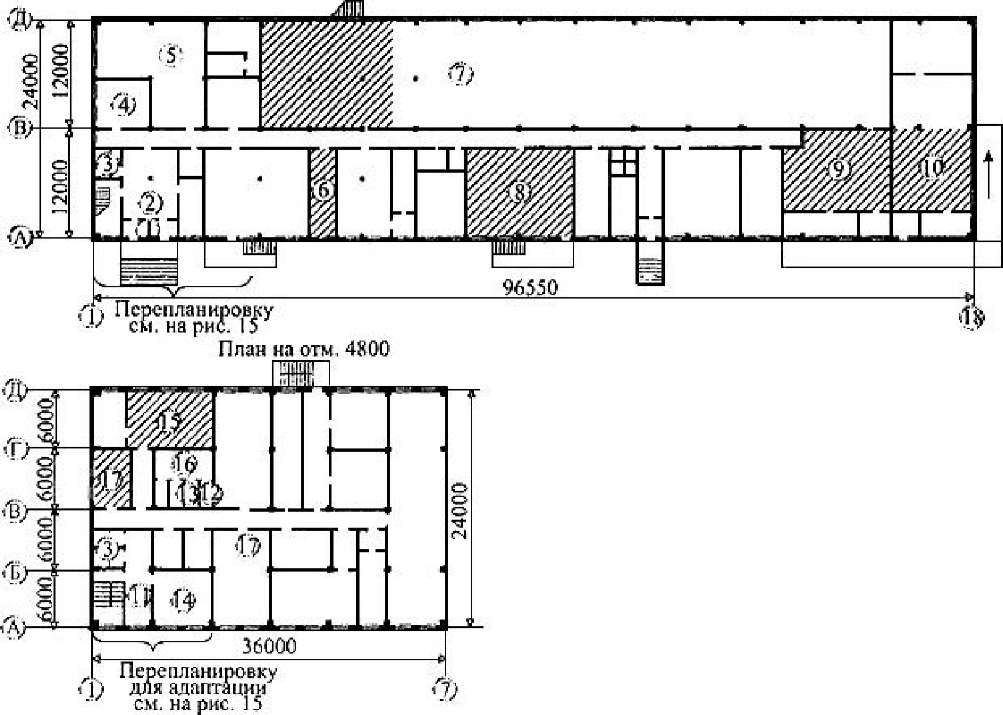 Д
24000
12000
5
7
4
В
3
12000
2
6
8
9
10
1
А
96550
1
18
Перепланировку
см. на рис. 15
План на отм. 4800
Д
6000
15
Г
6000
17
16
13
12
В
24000
6000
3
17
Б
6000
11
14
А
36000
Перепланировку
для адаптации
см. на рис. 15
1
7